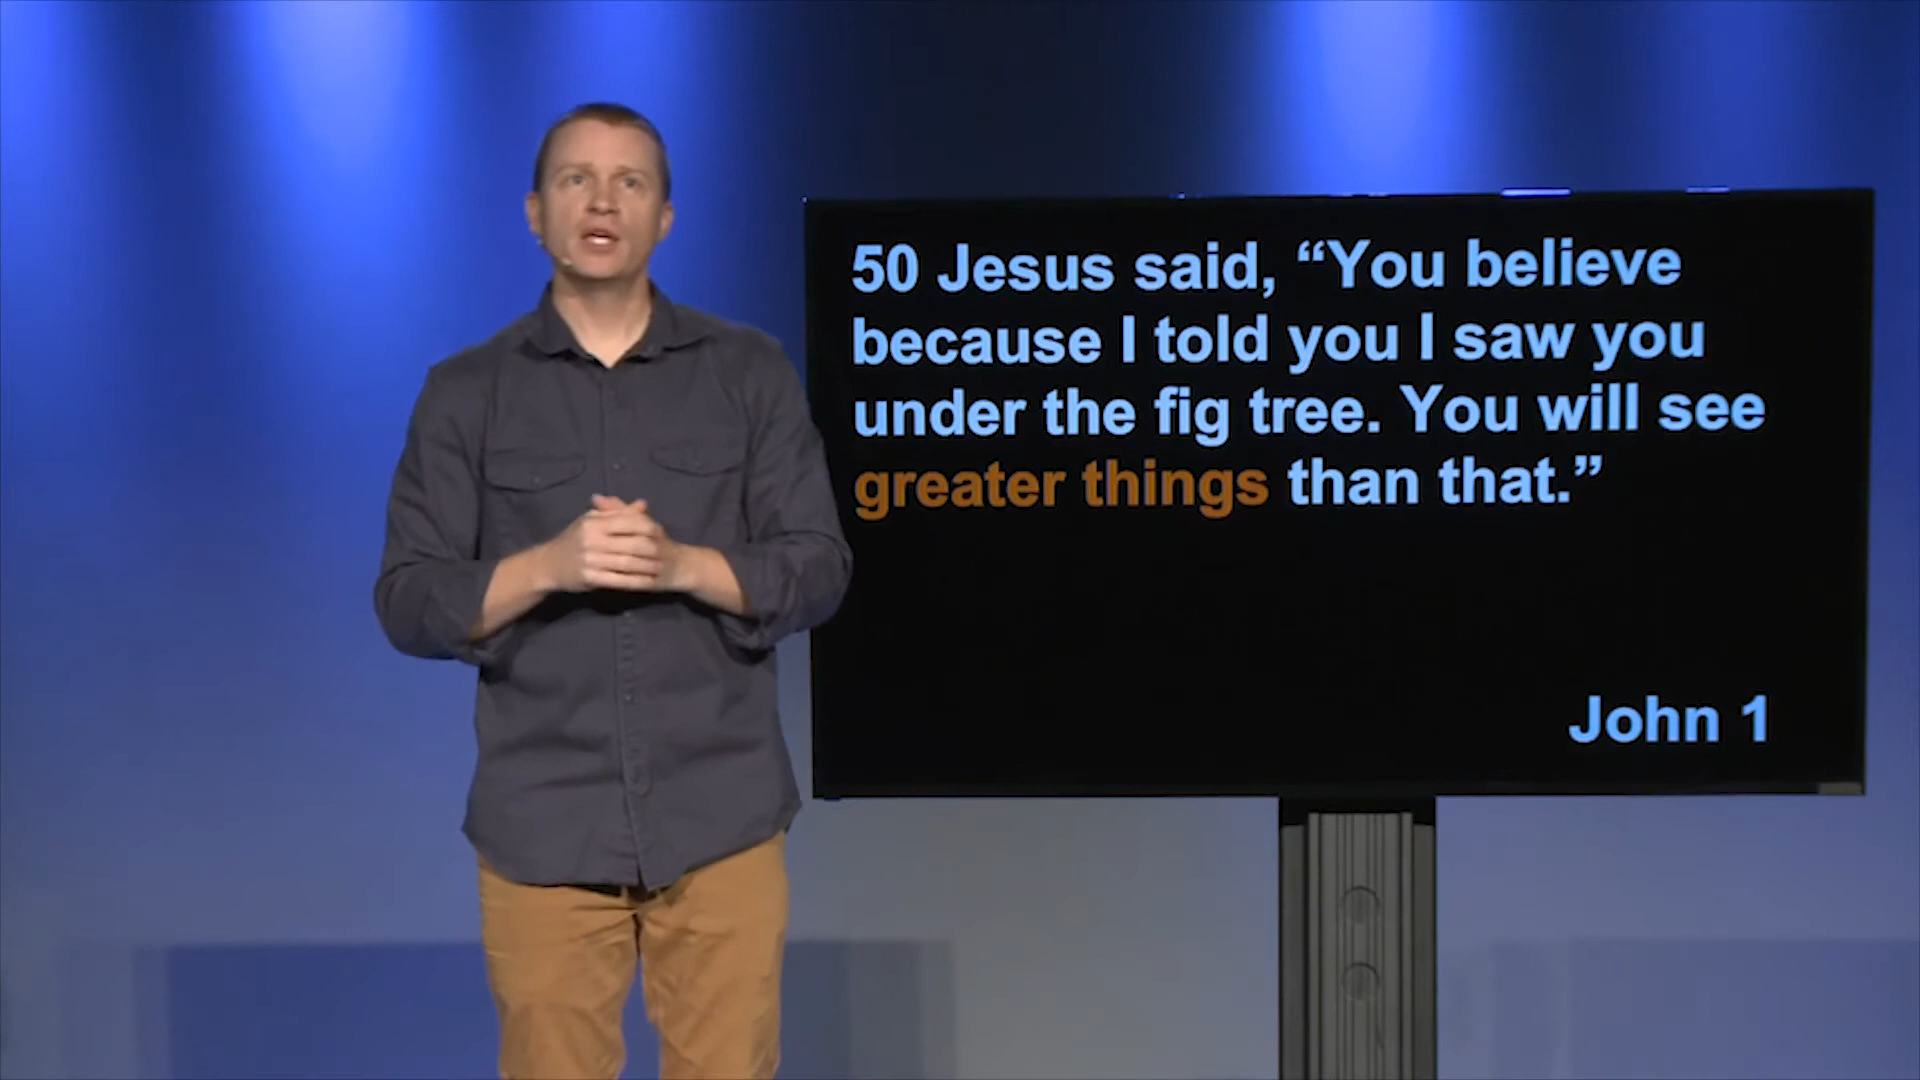 50 Jesus said, “You believe
because I told you I saw you
under the fig tree. You will see
greater things than that.”
John 1